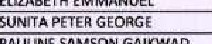 ELIZABETH EMMANUEL
SUNITA PETER GEORGE
PAULINE SAMSON GAIKWAD